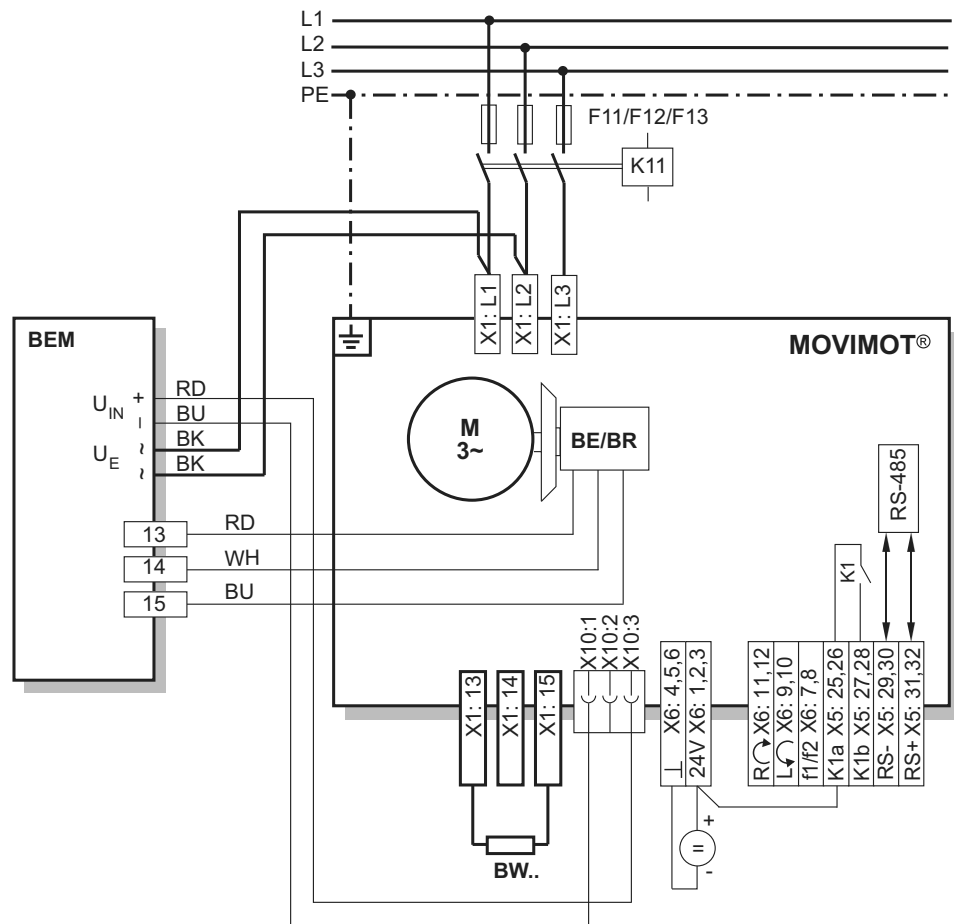 L1
L2
L3
PE
F11/F12/F13
K11
X1: L1
X1: L2
X1: L3
BEM
MOVIMOT®
U_IN + RD
– BU
U_E ~ BK
~ BK
M
3~
BE/BR
RS-485
13 RD
14 WH
15 BU
K1
X10:1
X10:2
X10:3
X1: 13
X1: 14
X1: 15
⊥ X6: 4,5,6
24V X6: 1,2,3
R X6: 11,12
L X6: 9,10
f1/f2 X6: 7,8
K1a X5: 25,26
K1b X5: 27,28
RS- X5: 29,30
RS+ X5: 31,32
+
=
-
BW..